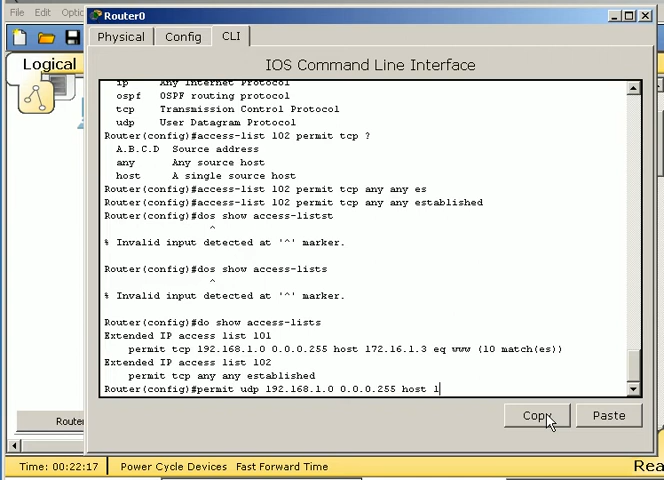 Router0
File Edit Optio
Physical Config CLI
Logical
IOS Command Line Interface
ip Any Internet Protocol
ospf OSPF routing protocol
tcp Transmission Control Protocol
udp User Datagram Protocol
Router(config)#access-list 102 permit tcp ?
A.B.C.D Source address
any Any source host
host A single source host
Router(config)#access-list 102 permit tcp any any es
Router(config)#access-list 102 permit tcp any any established
Router(config)#dos show access-listst
^
% Invalid input detected at '^' marker.
Router(config)#dos show access-lists
^
% Invalid input detected at '^' marker.
Router(config)#do show access-lists
Extended IP access list 101
permit tcp 192.168.1.0 0.0.0.255 host 172.16.1.3 eq www (10 match(es))
Extended IP access list 102
permit tcp any any established
Router(config)#permit udp 192.168.1.0 0.0.0.255 host 1
Copy Paste
Router
Time: 00:22:17 Power Cycle Devices Fast Forward Time Rea